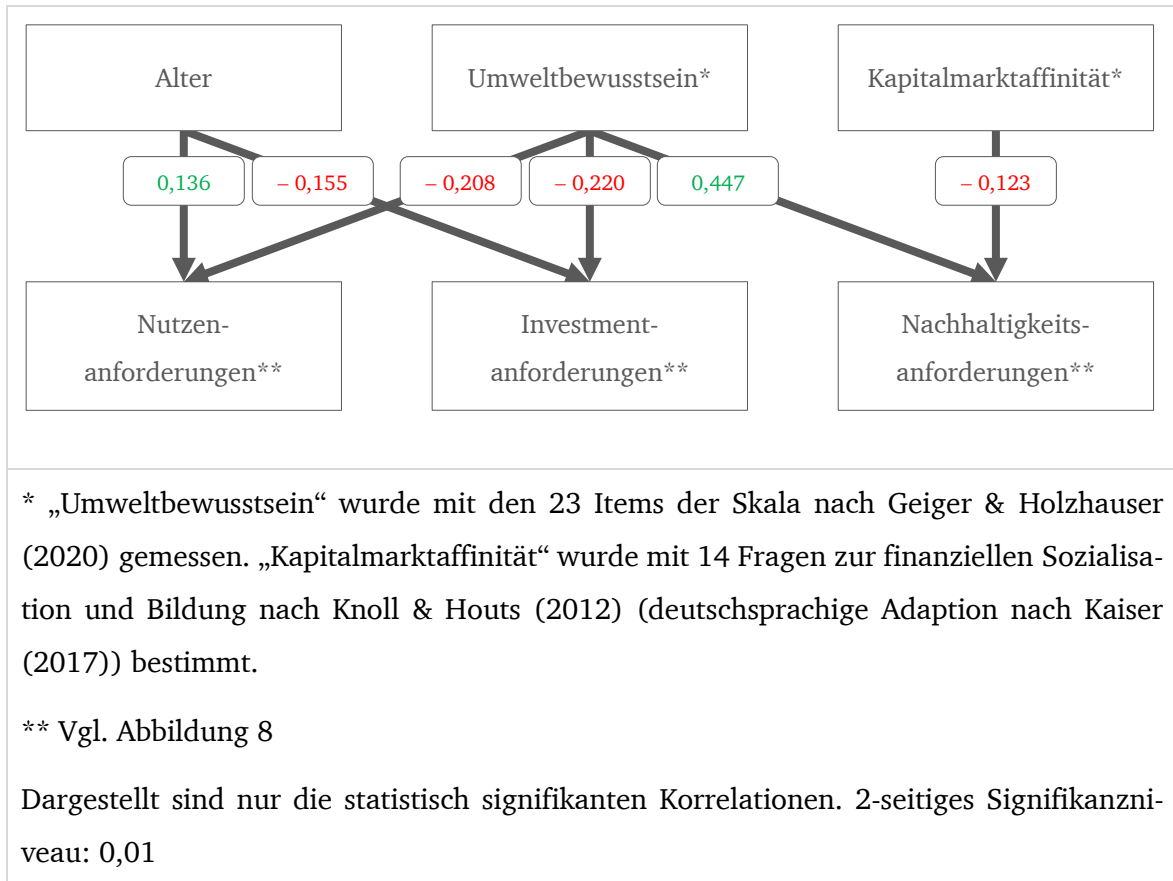 Alter
Umweltbewusstsein*
Kapitalmarktaffinität*
0,136
– 0,155
– 0,208
– 0,220
0,447
– 0,123
Nutzen-
anforderungen**
Investment-
anforderungen**
Nachhaltigkeits-
anforderungen**
* „Umweltbewusstsein“ wurde mit den 23 Items der Skala nach Geiger & Holzhauser
(2020) gemessen. „Kapitalmarktaffinität“ wurde mit 14 Fragen zur finanziellen Sozialisa-
tion und Bildung nach Knoll & Houts (2012) (deutschsprachige Adaption nach Kaiser
(2017)) bestimmt.
** Vgl. Abbildung 8
Dargestellt sind nur die statistisch signifikanten Korrelationen. 2-seitiges Signifikanzni-
veau: 0,01